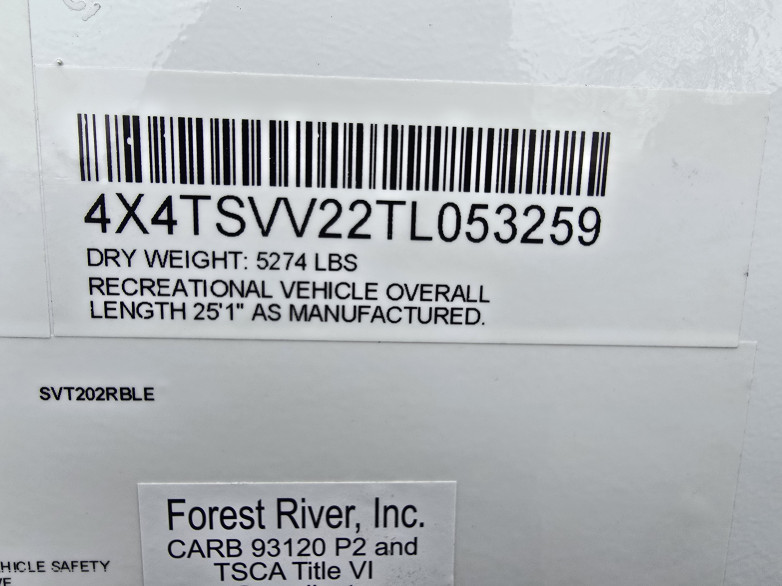 4X4TSVV22TL053259
DRY WEIGHT: 5274 LBS
RECREATIONAL VEHICLE OVERALL
LENGTH 25'1" AS MANUFACTURED.
SVT202RBLE
Forest River, Inc.
CARB 93120 P2 and
TSCA Title VI
SAFETY